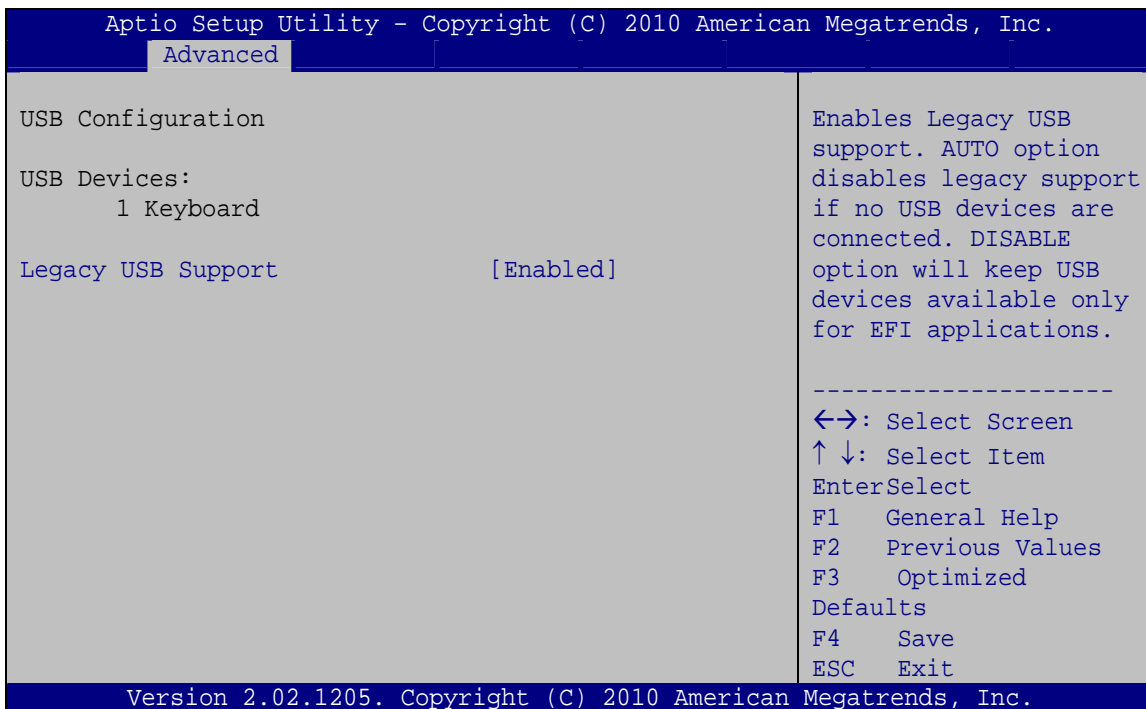 Aptio Setup Utility – Copyright (C) 2010 American Megatrends, Inc.
Advanced
USB Configuration
USB Devices:
1 Keyboard
Legacy USB Support [Enabled]
Enables Legacy USB
support. AUTO option
disables legacy support
if no USB devices are
connected. DISABLE
option will keep USB
devices available only
for EFI applications.
---------------------
←→: Select Screen
↑ ↓: Select Item
EnterSelect
F1 General Help
F2 Previous Values
F3 Optimized
Defaults
F4 Save
ESC Exit
Version 2.02.1205. Copyright (C) 2010 American Megatrends, Inc.